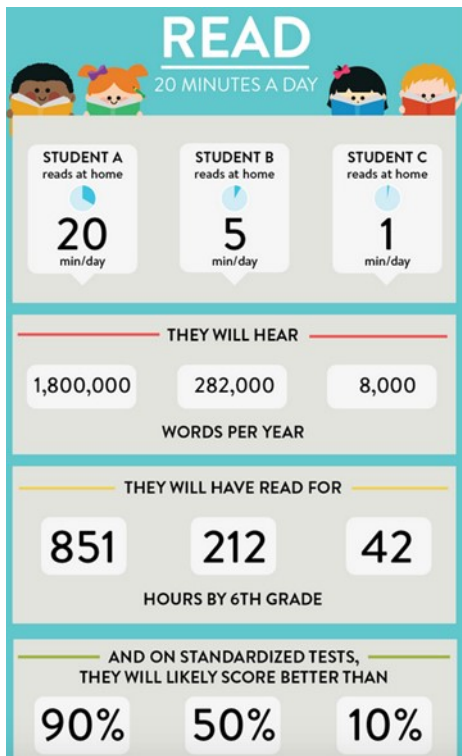 READ
20 MINUTES A DAY
STUDENT A
reads at home
20
min/day
STUDENT B
reads at home
5
min/day
STUDENT C
reads at home
1
min/day
THEY WILL HEAR
1,800,000 282,000 8,000
WORDS PER YEAR
THEY WILL HAVE READ FOR
851 212 42
HOURS BY 6TH GRADE
AND ON STANDARDIZED TESTS,
THEY WILL LIKELY SCORE BETTER THAN
90% 50% 10%